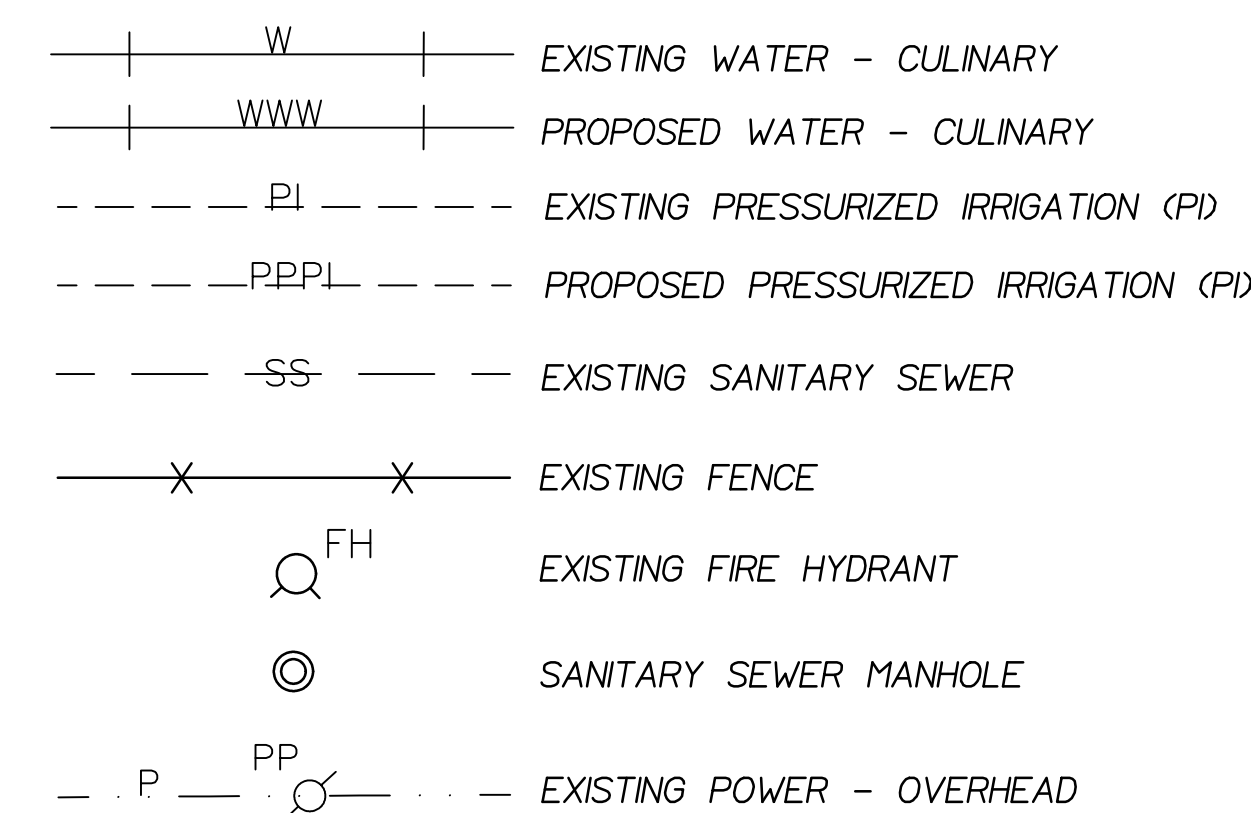 W EXISTING WATER - CULINARY
WWW PROPOSED WATER - CULINARY
PI EXISTING PRESSURIZED IRRIGATION (PI)
PPPI PROPOSED PRESSURIZED IRRIGATION (PI)
SS EXISTING SANITARY SEWER
X X EXISTING FENCE
FH EXISTING FIRE HYDRANT
SANITARY SEWER MANHOLE
P PP EXISTING POWER - OVERHEAD